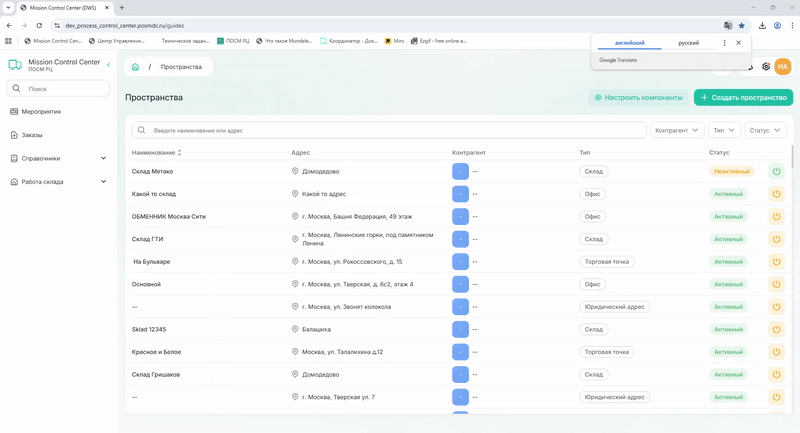 Mission Control Center (DWS)
dev_process_control_center.posmdc.ru/guides
Mission Control Cen... Центр Управление... Техническое задан... ПОСМ РЦ Что такое Mondele... Координатор - Док... Miro Ezgif - free online a...
английский русский
Google Translate
Mission Control Center
ПОСМ РЦ
/ Пространства
HA
Поиск
Мероприятия
Заказы
Справочники
Работа склада
Пространства
Настроить компоненты
Создать пространство
Введите наименования или адрес
Контрагент Тип Статус
Наименование Адрес Контрагент Тип Статус
Склад Метако Домодедово - -- Склад Неактивный
Какой то склад Какой то адрес - -- Офис Активный
ОБМЕННИК Москва Сити г. Москва, Башня Федерация, 49 этаж - -- Офис Активный
Склад ГТИ г. Москва, Ленинские горки, под памятником Ленина - -- Склад Активный
На Бульваре г. Москва, ул. Рокоссовского, д. 15 - -- Торговая точка Активный
Основной г. Москва, ул. Тверская, д. 6с2, этаж 4 - -- Офис Активный
-- г. Москва, ул. Звонят колокола - -- Юридический адрес Активный
Sklad 12345 Балашиха - -- Склад Активный
Красное и Белое Москва, ул. Талалихина д.12 - -- Торговая точка Активный
Склад Гришаков Домодедово - -- Склад Активный
-- г. Москва, Тверская ул. 7 - -- Юридический адрес Активный